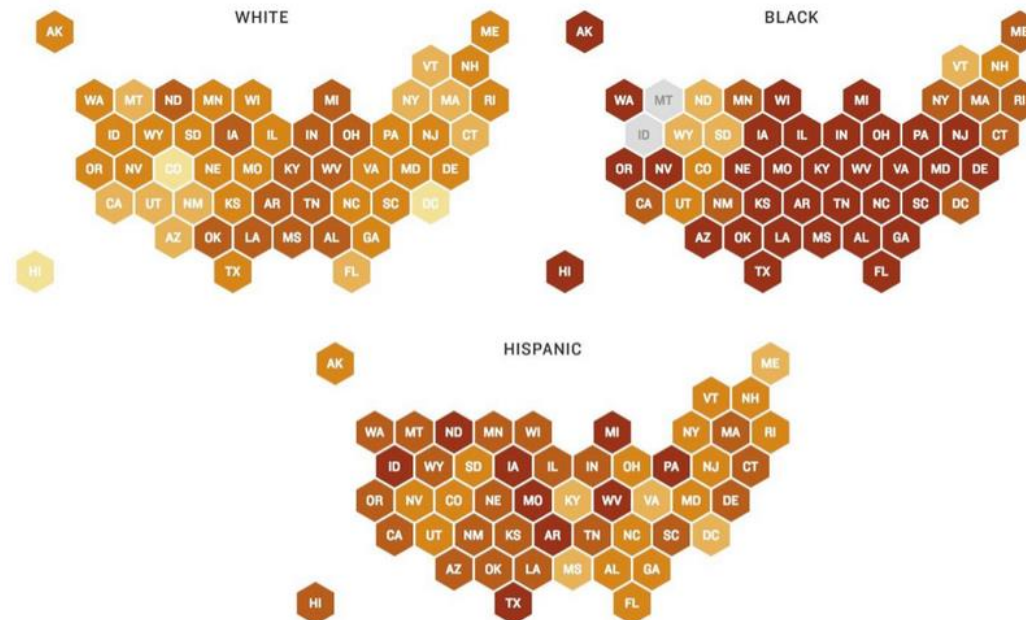 WHITE
BLACK
AK
ME
AK
ME
VT NH
VT NH
WA MT ND MN WI MI NY MA RI
WA MT ND MN WI MI NY MA RI
ID WY SD IA IL IN OH PA NJ CT
ID WY SD IA IL IN OH PA NJ CT
OR NV CO NE MO KY WV VA MD DE
OR NV CO NE MO KY WV VA MD DE
CA UT NM KS AR TN NC SC DC
CA UT NM KS AR TN NC SC DC
AZ OK LA MS AL GA
AZ OK LA MS AL GA
HI TX FL
HI TX FL
HISPANIC
AK
ME
VT NH
WA MT ND MN WI MI NY MA RI
ID WY SD IA IL IN OH PA NJ CT
OR NV CO NE MO KY WV VA MD DE
CA UT NM KS AR TN NC SC DC
AZ OK LA MS AL GA
HI TX FL